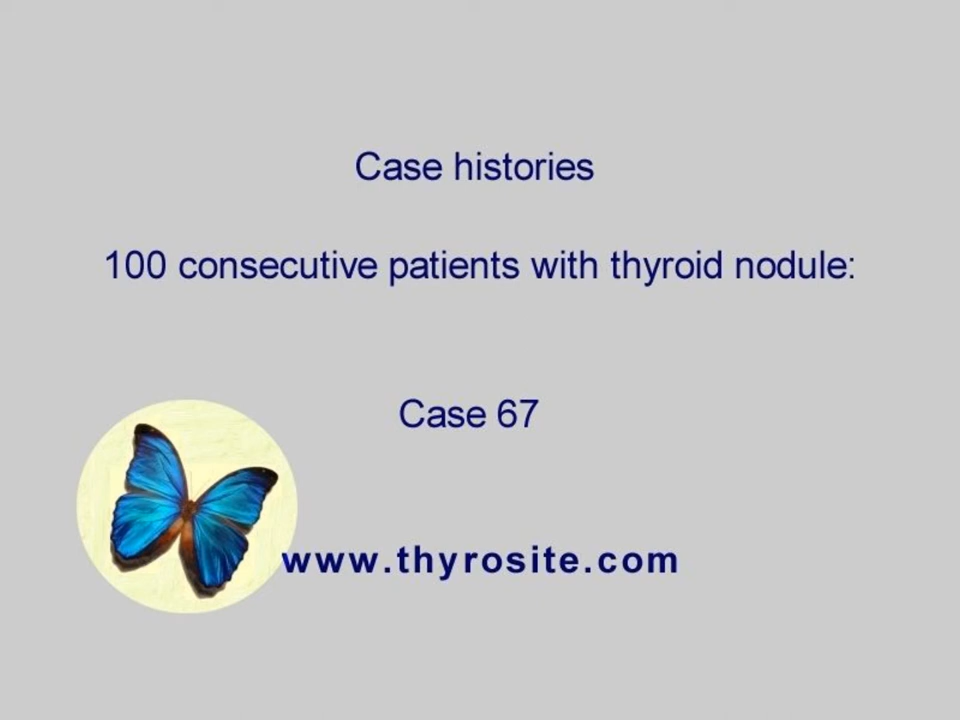 Case histories
100 consecutive patients with thyroid nodule:
Case 67
www.thyrosite.com